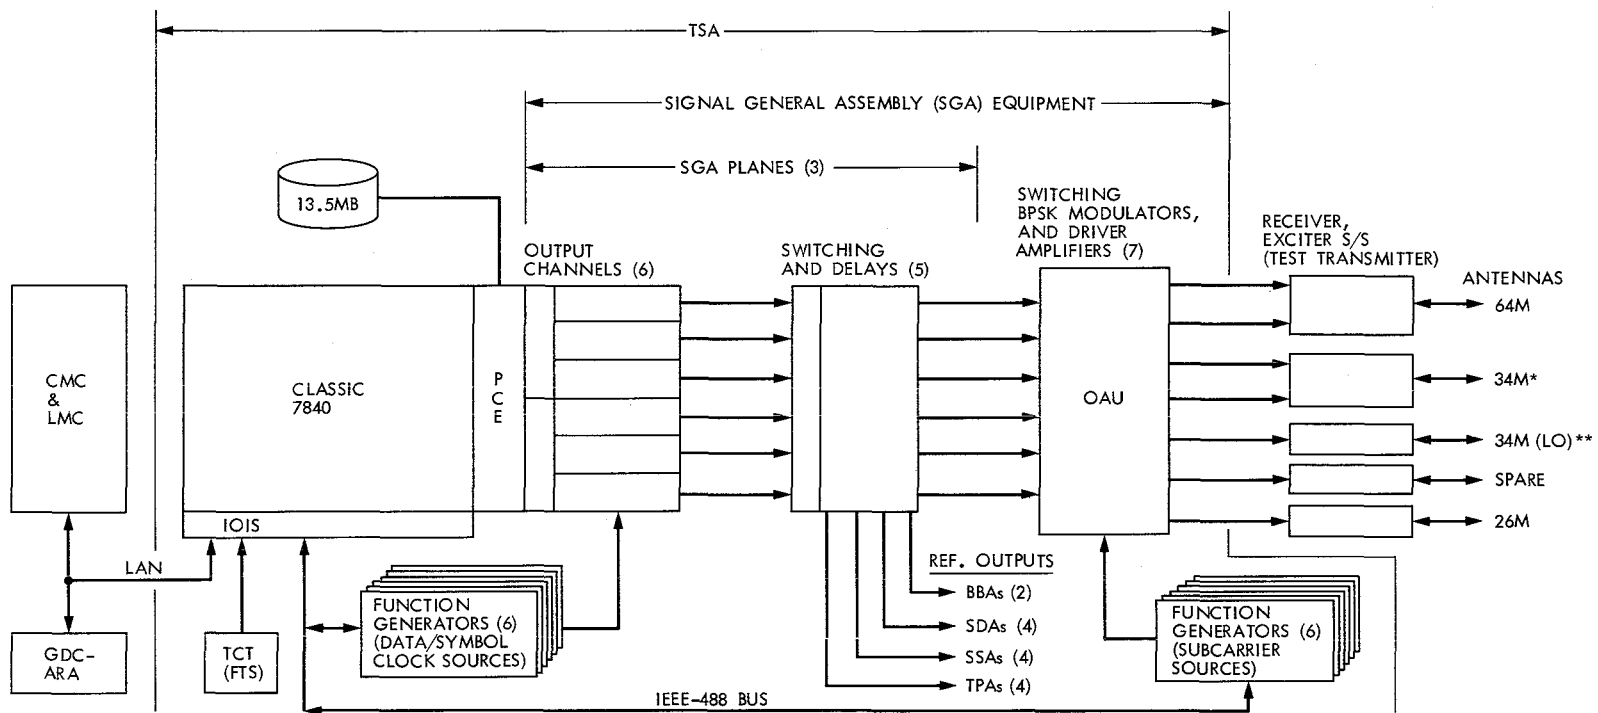 TSA
SIGNAL GENERAL ASSEMBLY (SGA) EQUIPMENT
SGA PLANES (3)
13.5MB
OUTPUT
CHANNELS (6)
SWITCHING
AND DELAYS (5)
SWITCHING
BPSK MODULATORS,
AND DRIVER
AMPLIFIERS (7)
RECEIVER,
EXCITER S/S
(TEST TRANSMITTER)
ANTENNAS
64M
34M*
34M (LO)**
SPARE
26M
CMC
&
LMC
CLASSIC
7840
P
C
E
OAU
IOIS
LAN
GDC-
ARA
TCT
(FTS)
FUNCTION
GENERATORS (6)
(DATA/SYMBOL
CLOCK SOURCES)
REF. OUTPUTS
BBAs (2)
SDAs (4)
SSAs (4)
TPAs (4)
FUNCTION
GENERATORS (6)
(SUBCARRIER
SOURCES)
IEEE-488 BUS